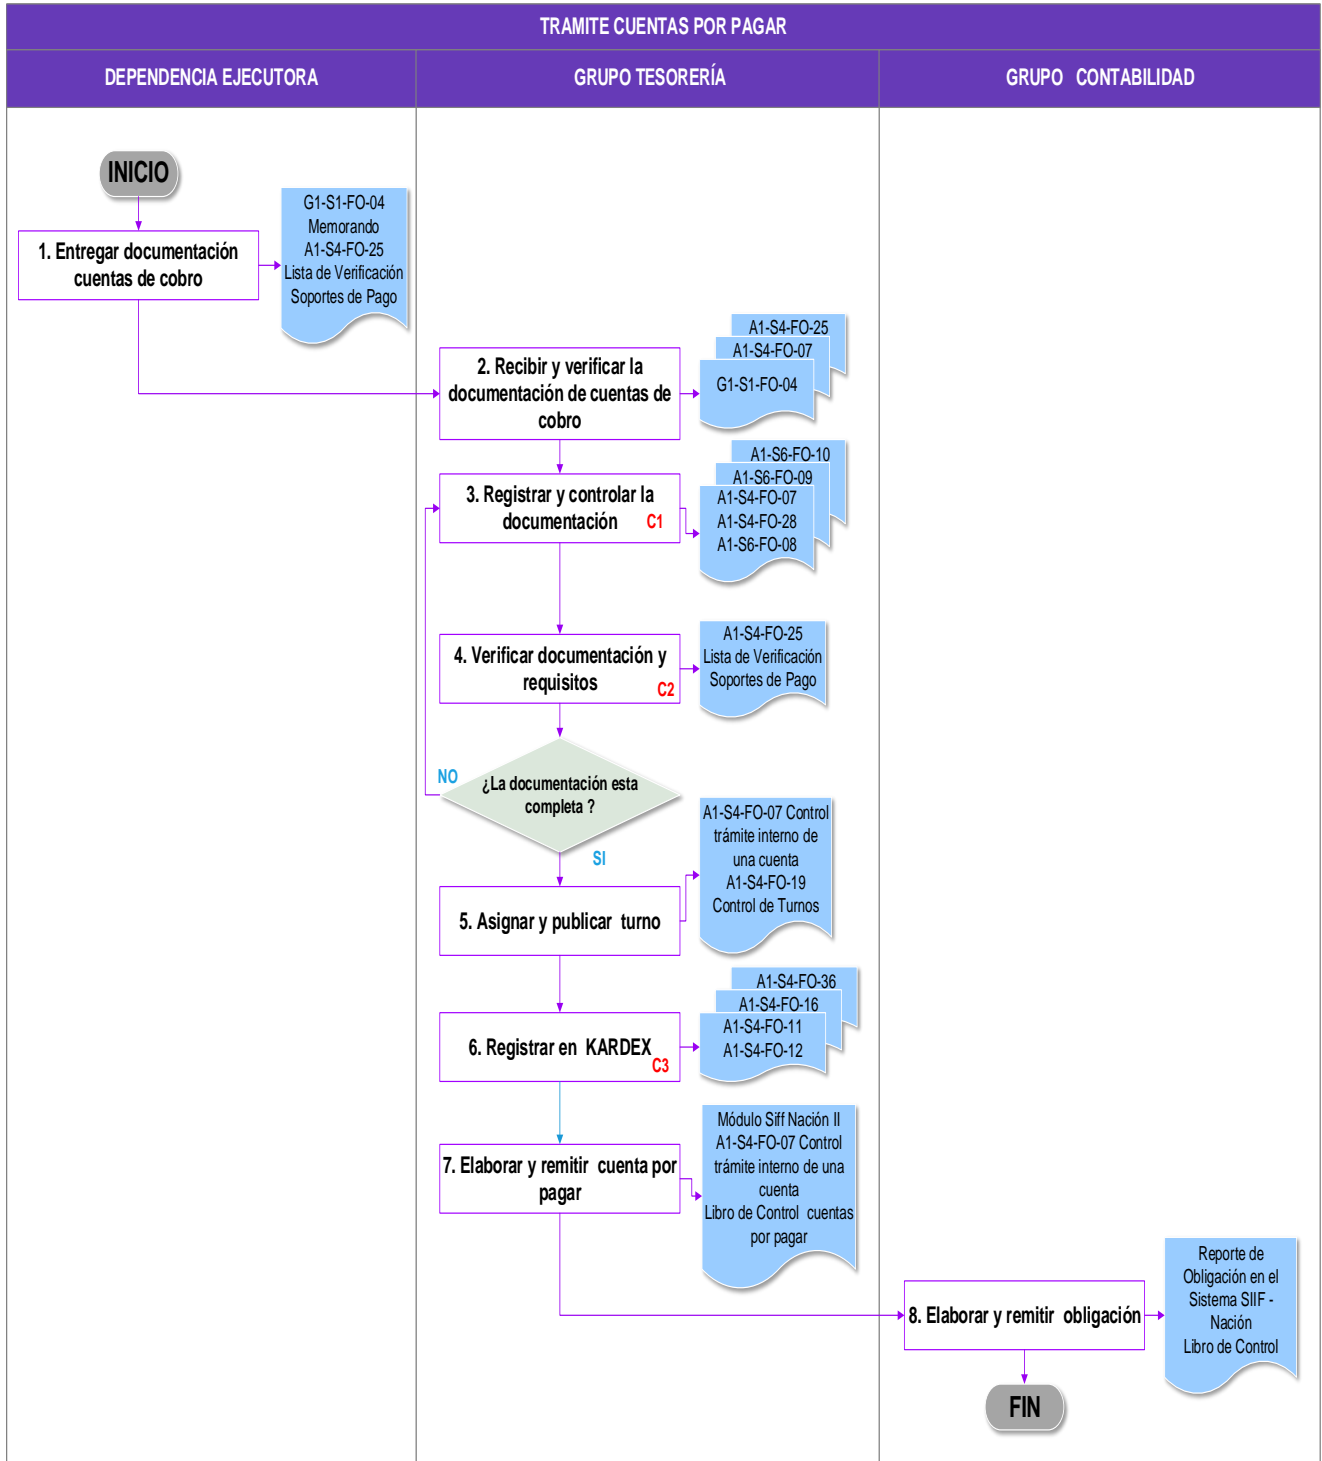 TRAMITE CUENTAS POR PAGAR
DEPENDENCIA EJECUTORA
GRUPO TESORERÍA
GRUPO CONTABILIDAD
INICIO
1. Entregar documentación
cuentas de cobro
G1-S1-FO-04
Memorando
A1-S4-FO-25
Lista de Verificación
Soportes de Pago
2. Recibir y verificar la
documentación de cuentas de
cobro
A1-S4-FO-25
A1-S4-FO-07
G1-S1-FO-04
3. Registrar y controlar la
documentación
C1
A1-S6-FO-10
A1-S6-FO-09
A1-S4-FO-07
A1-S4-FO-28
A1-S6-FO-08
4. Verificar documentación y
requisitos
C2
A1-S4-FO-25
Lista de Verificación
Soportes de Pago
¿La documentación esta
completa ?
NO
SI
5. Asignar y publicar turno
A1-S4-FO-07 Control
trámite interno de
una cuenta
A1-S4-FO-19
Control de Turnos
6. Registrar en KARDEX
C3
A1-S4-FO-36
A1-S4-FO-16
A1-S4-FO-11
A1-S4-FO-12
7. Elaborar y remitir cuenta por
pagar
Módulo Siff Nación II
A1-S4-FO-07 Control
trámite interno de una
cuenta
Libro de Control cuentas
por pagar
8. Elaborar y remitir obligación
Reporte de
Obligación en el
Sistema SIIF -
Nación
Libro de Control
FIN